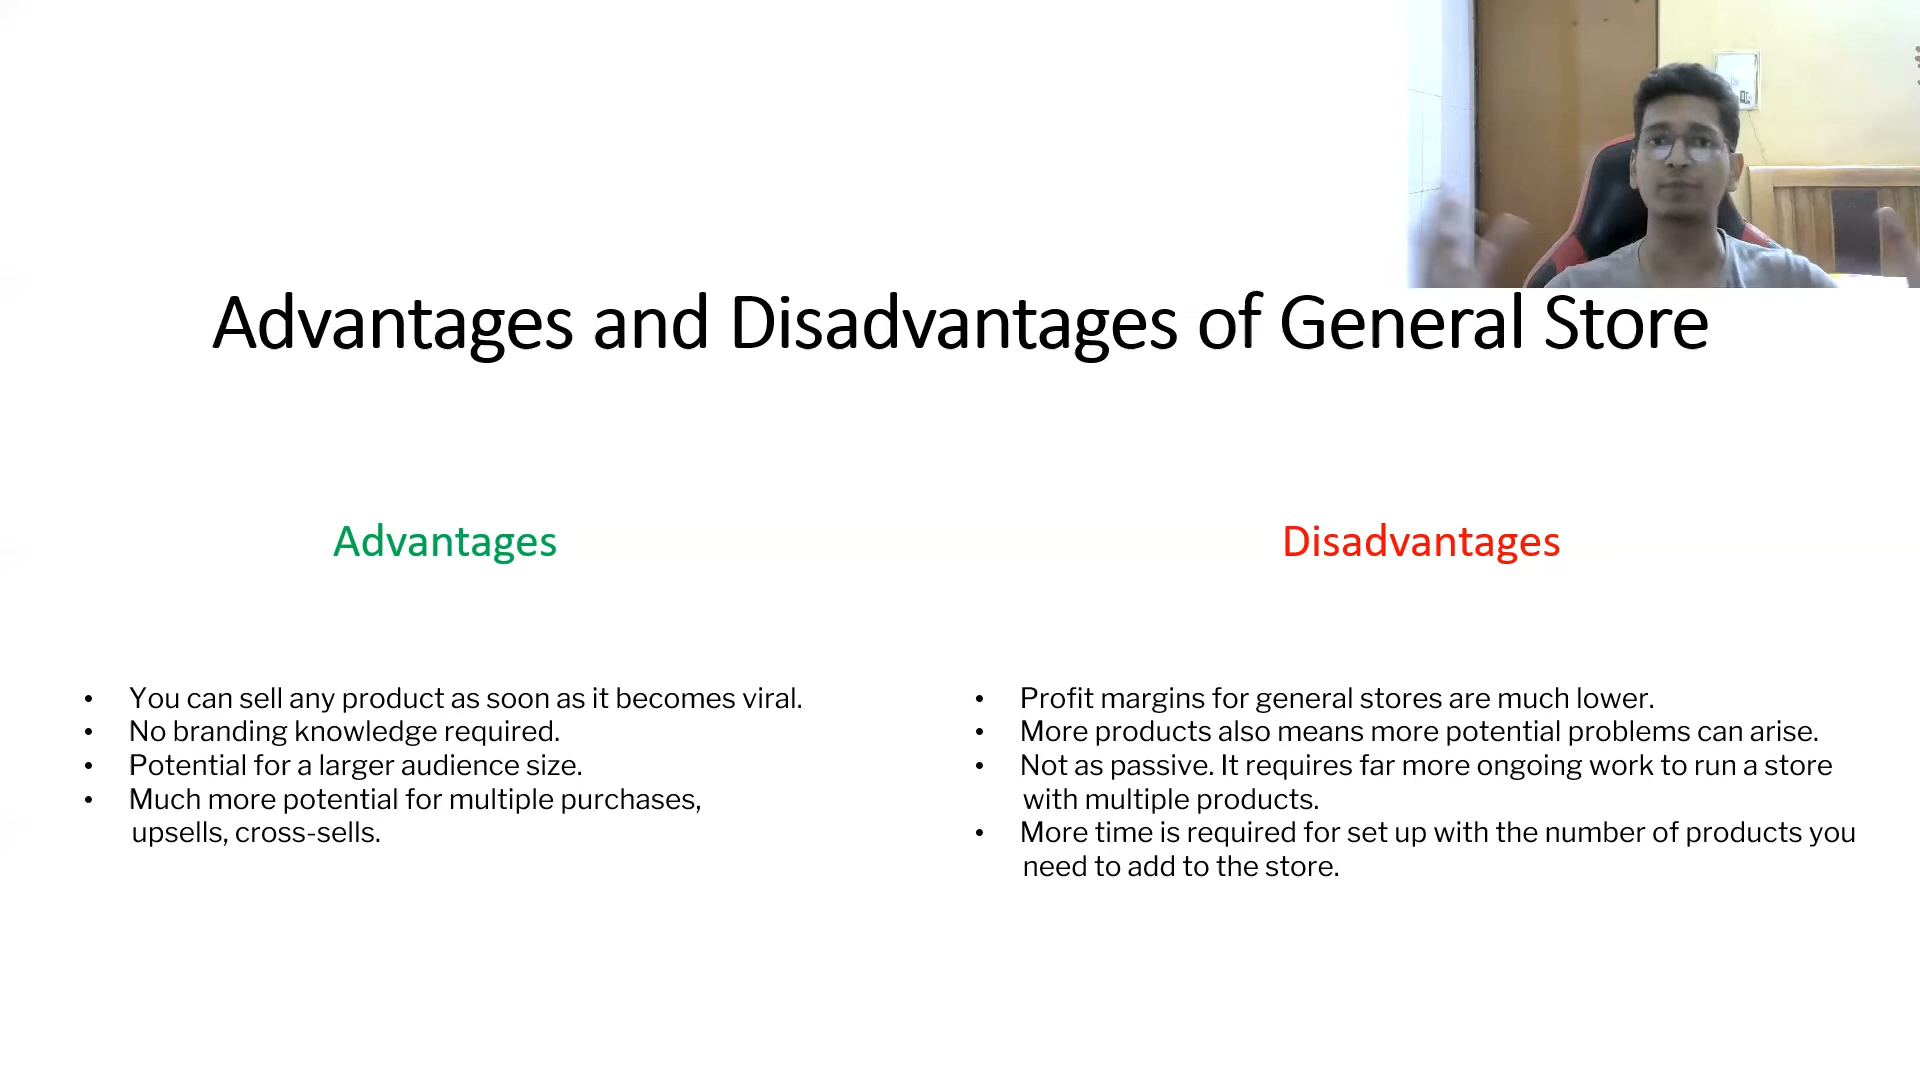 Advantages and Disadvantages of General Store
Advantages
• You can sell any product as soon as it becomes viral.
• No branding knowledge required.
• Potential for a larger audience size.
• Much more potential for multiple purchases,
upsells, cross-sells.
Disadvantages
• Profit margins for general stores are much lower.
• More products also means more potential problems can arise.
• Not as passive. It requires far more ongoing work to run a store
with multiple products.
• More time is required for set up with the number of products you
need to add to the store.